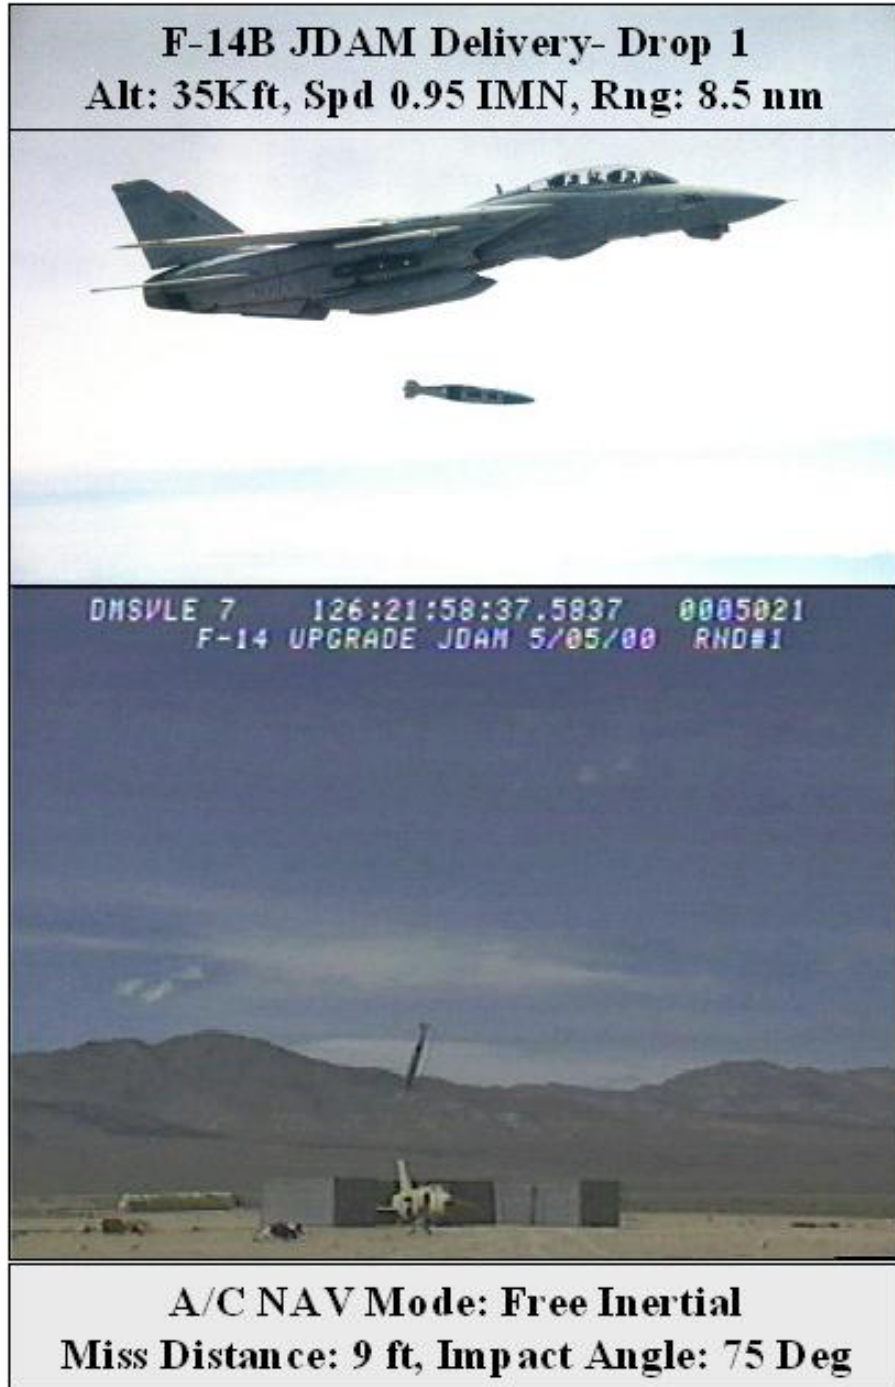 F-14B JDAM Delivery- Drop 1
Alt: 35Kft, Spd 0.95 IMN, Rng: 8.5 nm
DMSVLE 7 126:21:58:37.5837 0005021
F-14 UPGRADE JDAM 5/05/00 RND#1
A/C NAV Mode: Free Inertial
Miss Distance: 9 ft, Impact Angle: 75 Deg